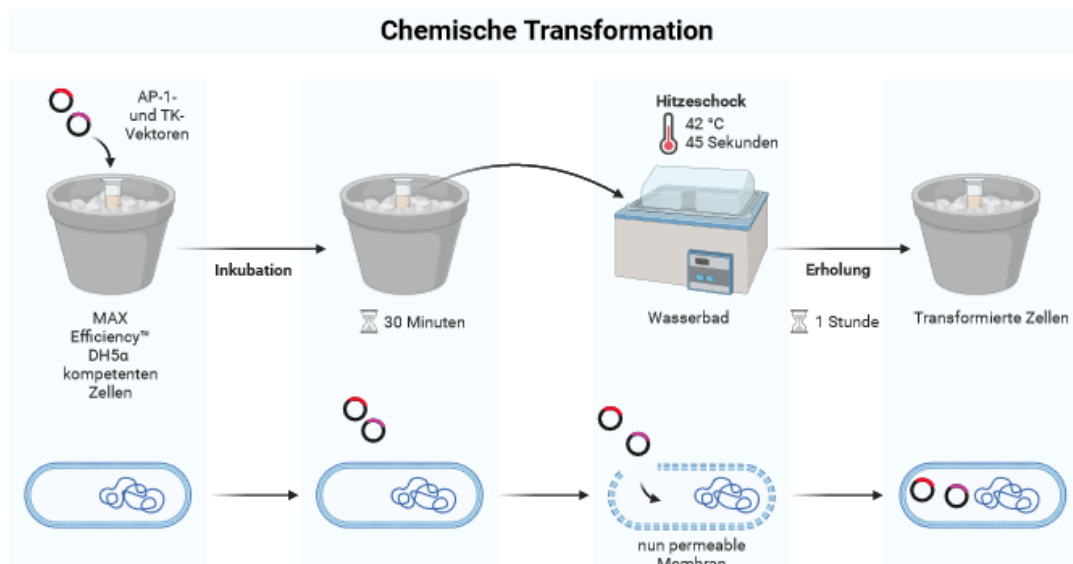 Chemische Transformation
AP-1-
und TK-
Vektoren
Hitzeschock
42 °C
45 Sekunden
Inkubation
Erholung
MAX
Efficiency™
DH5α
kompetenten
Zellen
30 Minuten
Wasserbad
1 Stunde
Transformierte Zellen
nun permeable
Membran